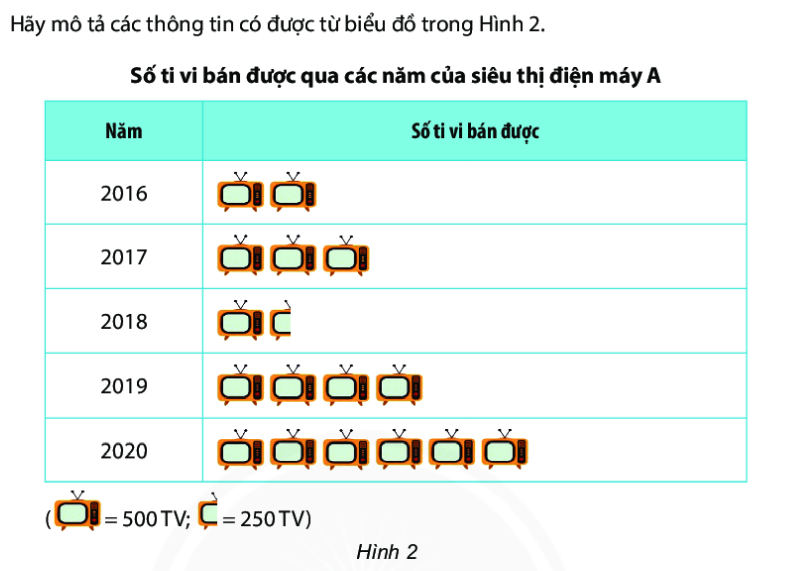 Hãy mô tả các thông tin có được từ biểu đồ trong Hình 2.
Số ti vi bán được qua các năm của siêu thị điện máy A
Năm Số ti vi bán được
2016
2017
2018
2019
2020
( = 500 TV; = 250 TV)
Hình 2